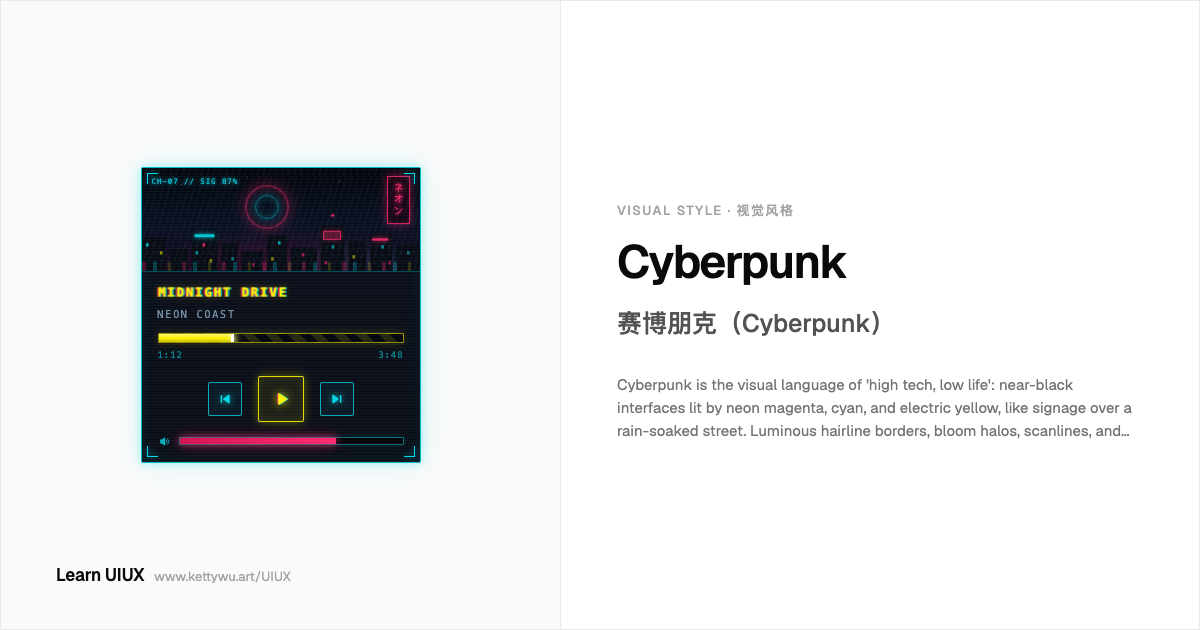 CH-07 // SIG 87%
ネオン
MIDNIGHT DRIVE
NEON COAST
1:12
3:48
Learn UIUX
www.kettywu.art/UIUX
VISUAL STYLE · 视觉风格
Cyberpunk
赛博朋克（Cyberpunk）
Cyberpunk is the visual language of 'high tech, low life': near-black
interfaces lit by neon magenta, cyan, and electric yellow, like signage over a
rain-soaked street. Luminous hairline borders, bloom halos, scanlines, and…